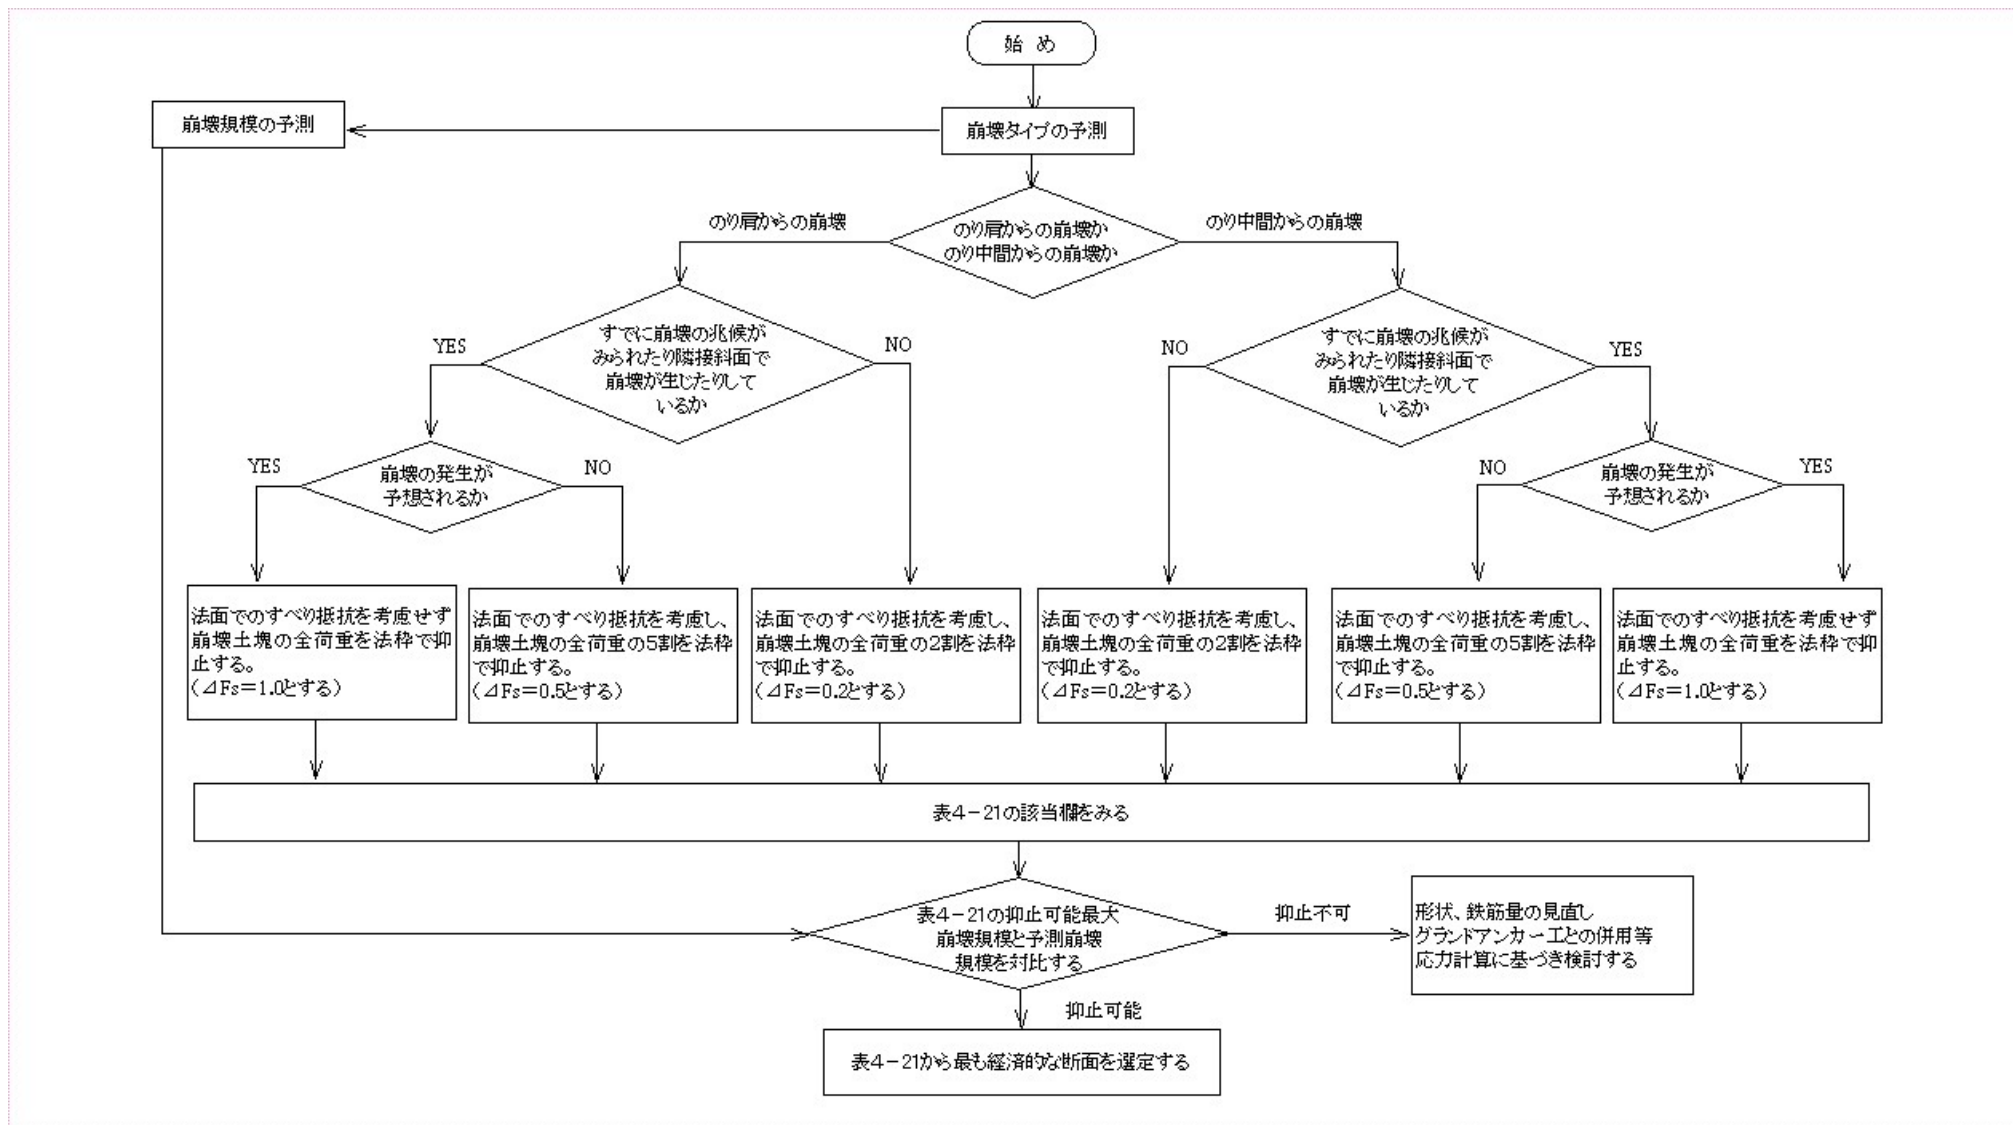 始 め
崩壊規模の予測
崩壊タイプの予測
のり肩からの崩壊
のり肩からの崩壊か
のり中間からの崩壊か
のり中間からの崩壊
YES
すでに崩壊の兆候が
みられたり隣接斜面で
崩壊が生じたりして
いるか
NO
NO
すでに崩壊の兆候が
みられたり隣接斜面で
崩壊が生じたりして
いるか
YES
YES
崩壊の発生が
予想されるか
NO
NO
崩壊の発生が
予想されるか
YES
法面でのすべり抵抗を考慮せず
崩壊土塊の全荷重を法枠で抑
止する。
(⊿Fs=1.0とする)
法面でのすべり抵抗を考慮し、
崩壊土塊の全荷重の5割を法枠
で抑止する。
(⊿Fs=0.5とする)
法面でのすべり抵抗を考慮し、
崩壊土塊の全荷重の2割を法枠
で抑止する。
(⊿Fs=0.2とする)
法面でのすべり抵抗を考慮し、
崩壊土塊の全荷重の2割を法枠
で抑止する。
(⊿Fs=0.2とする)
法面でのすべり抵抗を考慮し、
崩壊土塊の全荷重の5割を法枠
で抑止する。
(⊿Fs=0.5とする)
法面でのすべり抵抗を考慮せず
崩壊土塊の全荷重を法枠で抑
止する。
(⊿Fs=1.0とする)
表4-21の該当欄をみる
表4-21の抑止可能最大
崩壊規模と予測崩壊
規模を対比する
抑止不可
形状、鉄筋量の見直し
グランドアンカー工との併用等
応力計算に基づき検討する
抑止可能
表4-21から最も経済的な断面を選定する